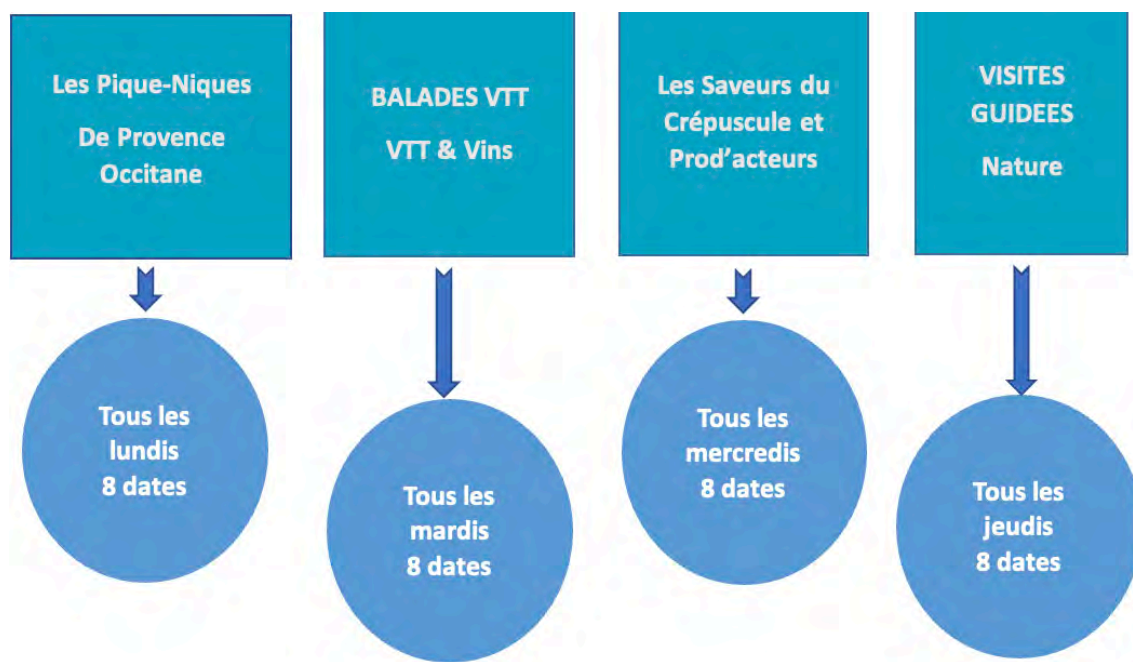 Les Pique-Niques
De Provence
Occitane
BALADES VTT
VTT & Vins
Les Saveurs du
Crépuscule et
Prod’acteurs
VISITES
GUIDEES
Nature
Tous les
lundis
8 dates
Tous les
mardis
8 dates
Tous les
mercredis
8 dates
Tous les
jeudis
8 dates